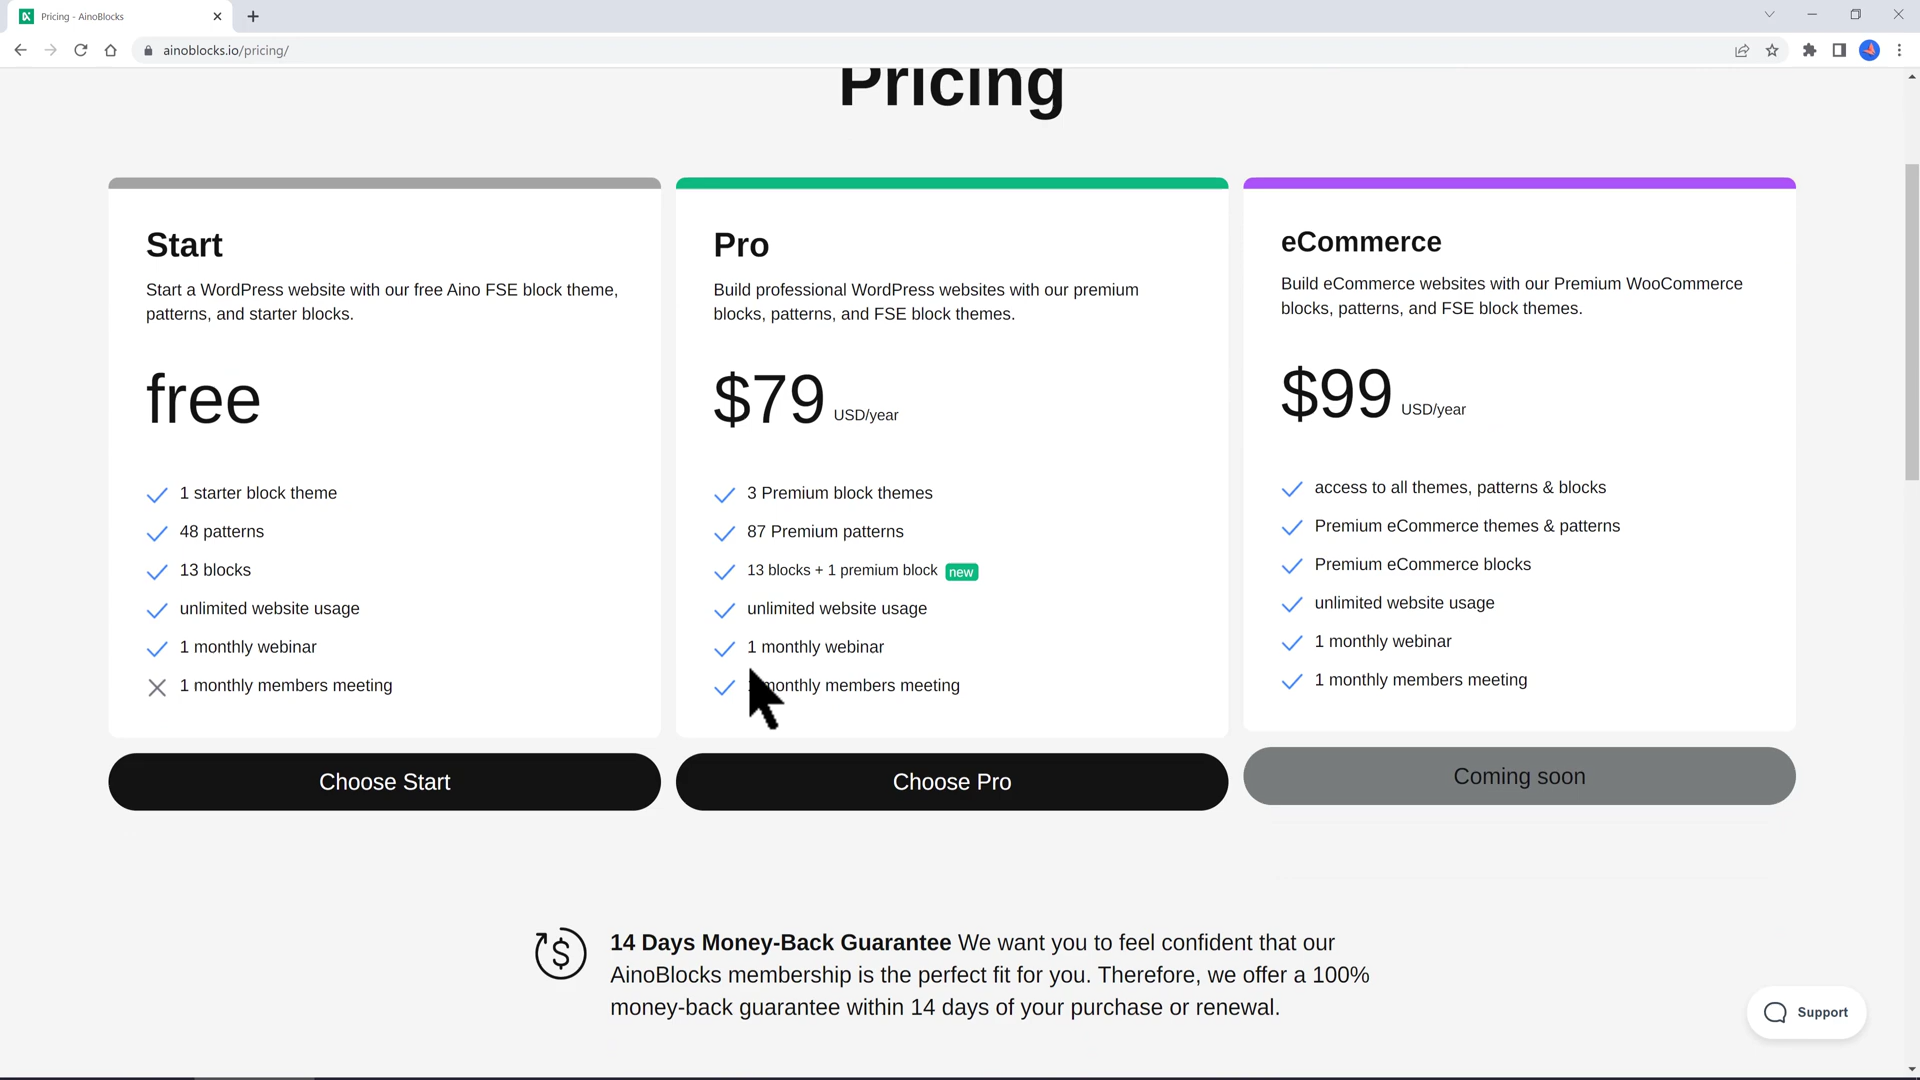 Pricing - AinoBlocks
ainoblocks.io/pricing/
Pricing
Start
Start a WordPress website with our free Aino FSE block theme,
patterns, and starter blocks.
free
1 starter block theme
48 patterns
13 blocks
unlimited website usage
1 monthly webinar
1 monthly members meeting
Choose Start
Pro
Build professional WordPress websites with our premium
blocks, patterns, and FSE block themes.
$79 USD/year
3 Premium block themes
87 Premium patterns
13 blocks + 1 premium block new
unlimited website usage
1 monthly webinar
monthly members meeting
Choose Pro
eCommerce
Build eCommerce websites with our Premium WooCommerce
blocks, patterns, and FSE block themes.
$99 USD/year
access to all themes, patterns & blocks
Premium eCommerce themes & patterns
Premium eCommerce blocks
unlimited website usage
1 monthly webinar
1 monthly members meeting
Coming soon
14 Days Money-Back Guarantee We want you to feel confident that our
AinoBlocks membership is the perfect fit for you. Therefore, we offer a 100%
money-back guarantee within 14 days of your purchase or renewal.
Support